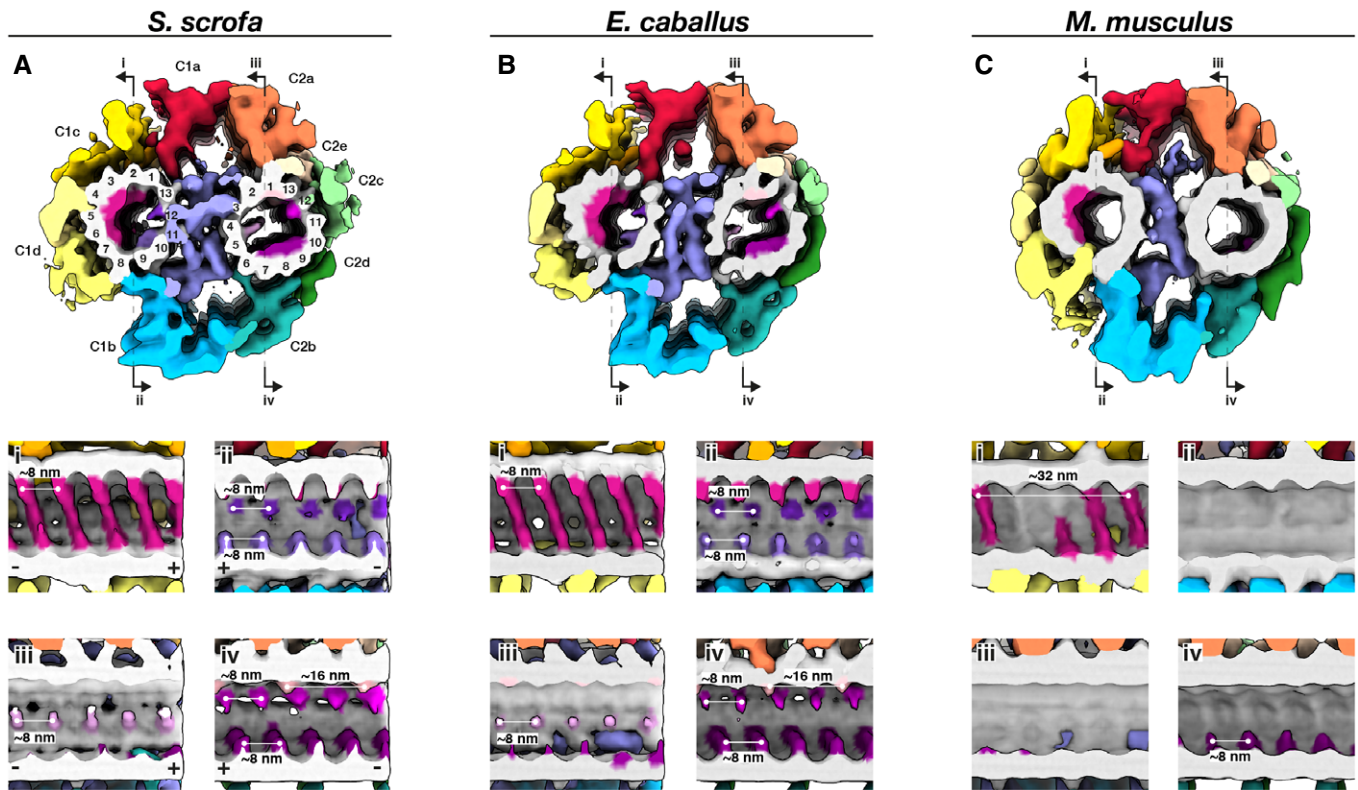 S. scrofa
E. caballus
M. musculus
A
i
C1a
iii
C2a
C1c
C2e
C2c
C1d
C2d
C1b
C2b
3 2 1
4 13
5 12
6 11
7 10
8 9
2 1 13
3 12
4 11
5 10
6 9
7 8
ii
iv
B
i
iii
ii
iv
C
i
iii
ii
iv
i
~8 nm
- +
ii
~8 nm
~8 nm
+ -
i
~8 nm
ii
~8 nm
~8 nm
i
~32 nm
ii
iii
~8 nm
- +
iv
~8 nm
~16 nm
~8 nm
+ -
iii
~8 nm
iv
~8 nm
~16 nm
~8 nm
iii
iv
~8 nm